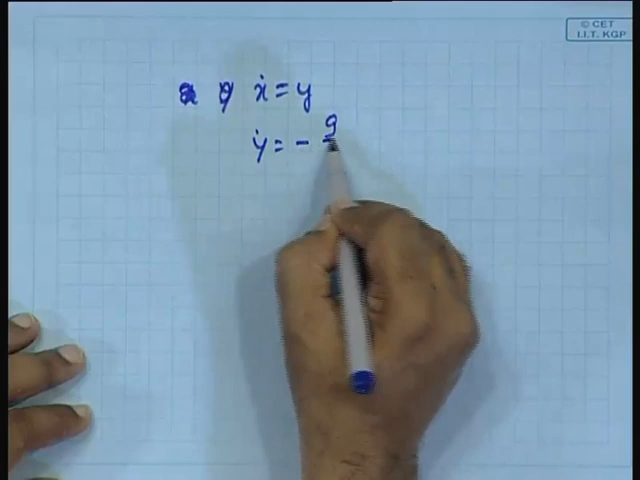 © CET
I.I.T. KGP
ẋ = y
ẏ = - g